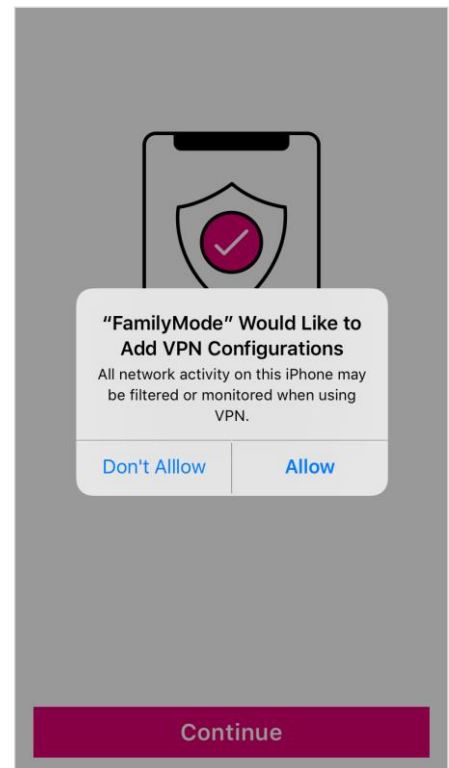 “FamilyMode” Would Like to
Add VPN Configurations
All network activity on this iPhone may
be filtered or monitored when using
VPN.
Don't Alllow
Allow
Continue